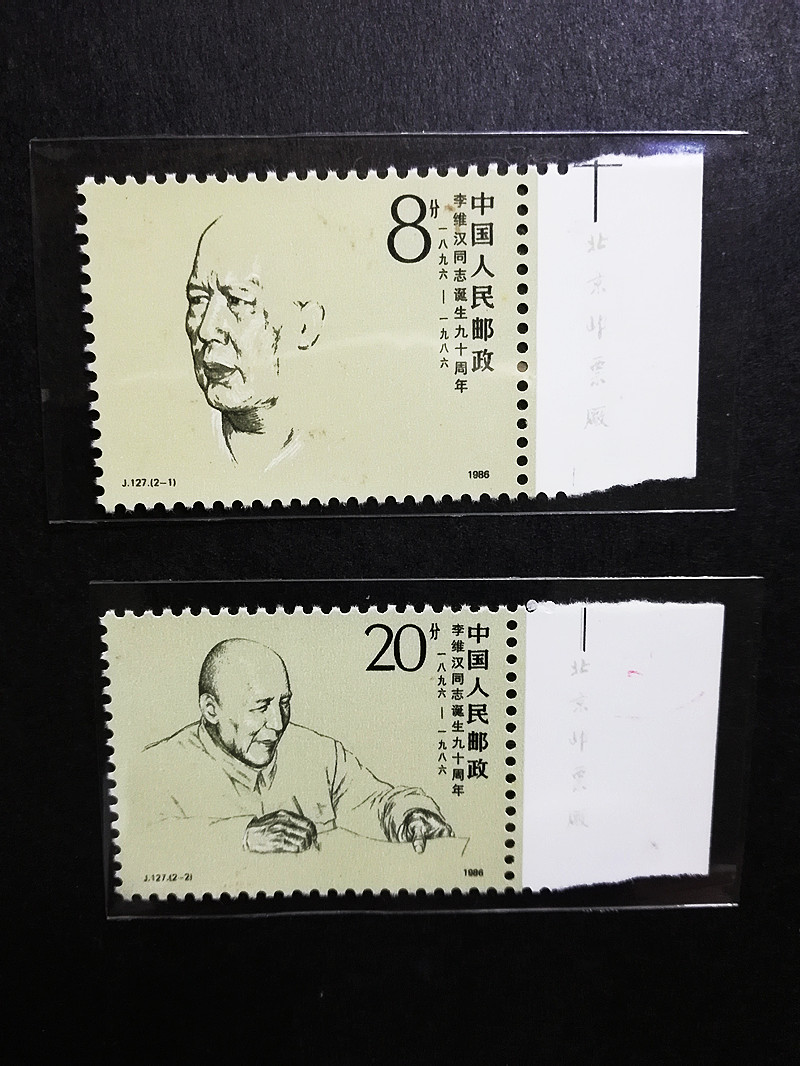 中国人民邮政
李维汉同志诞生九十周年
一八九六 — 一九八六
8分
J.127.(2-1)
1986
北京邮票厂
中国人民邮政
李维汉同志诞生九十周年
一八九六 — 一九八六
20分
J.127.(2-2)
1986
北京邮票厂